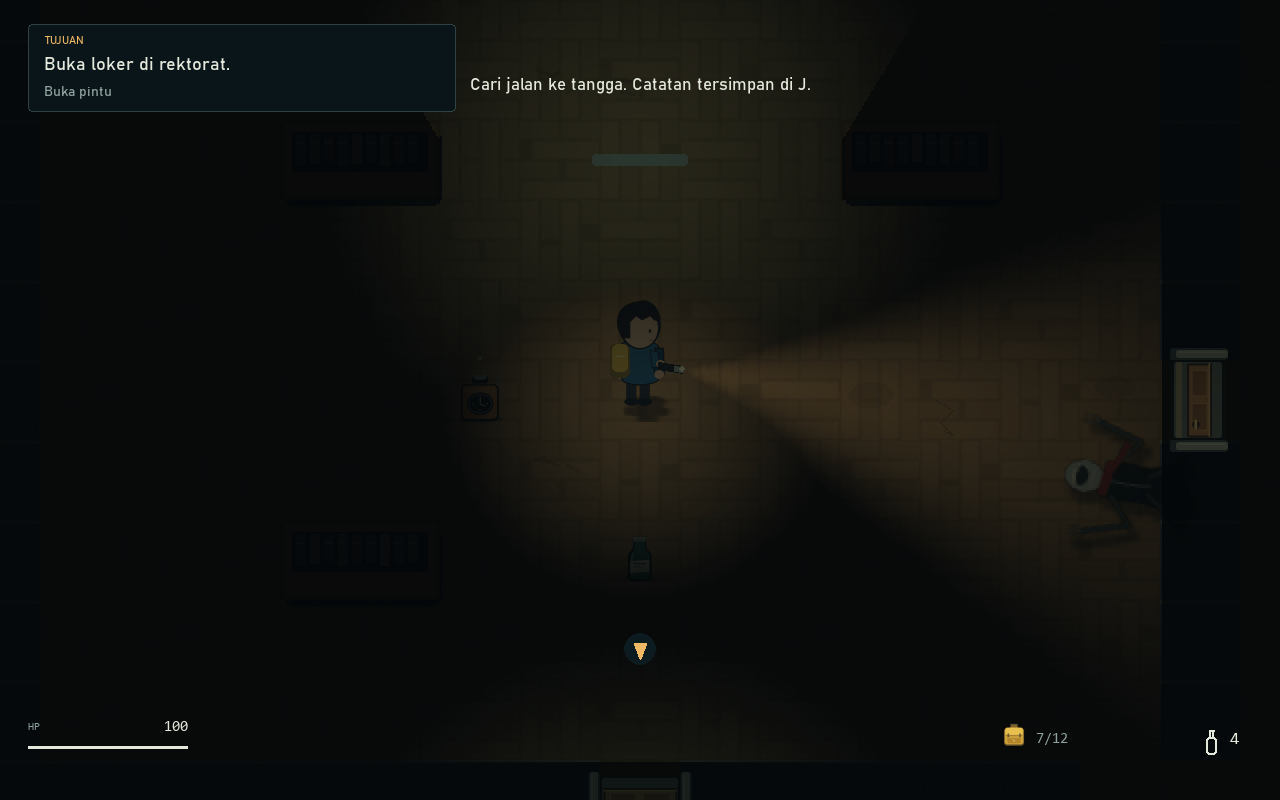 TUJUAN
Buka loker di rektorat.
Buka pintu
Cari jalan ke tangga. Catatan tersimpan di J.
HP 100
7/12
4